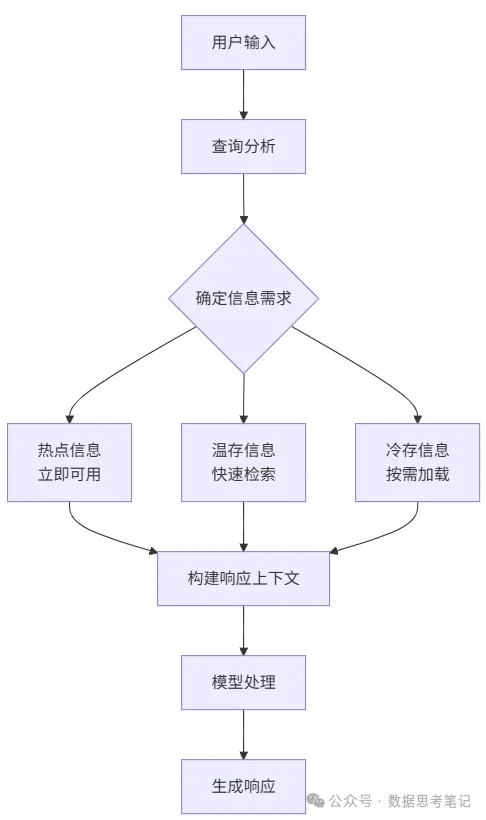 用户输入
查询分析
确定信息需求
热点信息
立即可用
温存信息
快速检索
冷存信息
按需加载
构建响应上下文
模型处理
生成响应
公众号 · 数据思考笔记